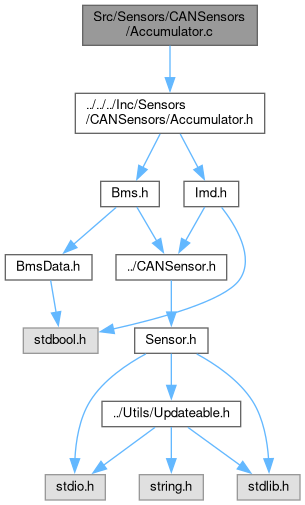 Src/Sensors/CANSensors
/Accumulator.c
../../../Inc/Sensors
/CANSensors/Accumulator.h
Bms.h
Imd.h
BmsData.h
../CANSensor.h
stdbool.h
Sensor.h
../Utils/Updateable.h
stdio.h
string.h
stdlib.h